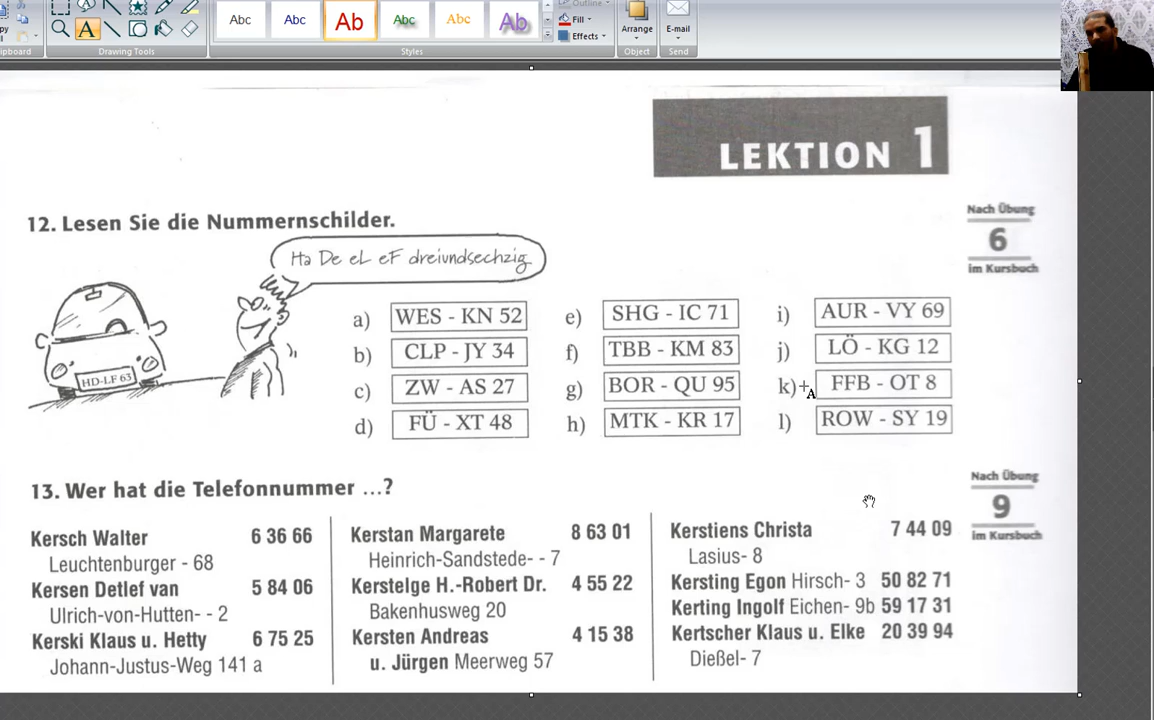 Outline
Abc Abc Ab Abc Abc Ab
Fill
Effects
Arrange
E-mail
Drawing Tools
Styles
Object
Send
LEKTION 1
12. Lesen Sie die Nummernschilder.
Nach Übung
6
im Kursbuch
Ha De eL eF dreiundsechzig
HD-LF 63
a) WES - KN 52
b) CLP - JY 34
c) ZW - AS 27
d) FÜ - XT 48
e) SHG - IC 71
f) TBB - KM 83
g) BOR - QU 95
h) MTK - KR 17
i) AUR - VY 69
j) LÖ - KG 12
k) FFB - OT 8
l) ROW - SY 19
13. Wer hat die Telefonnummer ...?
Nach Übung
9
im Kursbuch
Kersch Walter 6 36 66
Leuchtenburger - 68
Kersen Detlef van 5 84 06
Ulrich-von-Hutten- - 2
Kerski Klaus u. Hetty 6 75 25
Johann-Justus-Weg 141 a
Kerstan Margarete 8 63 01
Heinrich-Sandstede- - 7
Kerstelge H.-Robert Dr. 4 55 22
Bakenhusweg 20
Kersten Andreas 4 15 38
u. Jürgen Meerweg 57
Kerstiens Christa 7 44 09
Lasius- 8
Kersting Egon Hirsch- 3 50 82 71
Kerting Ingolf Eichen- 9b 59 17 31
Kertscher Klaus u. Elke 20 39 94
Dießel- 7